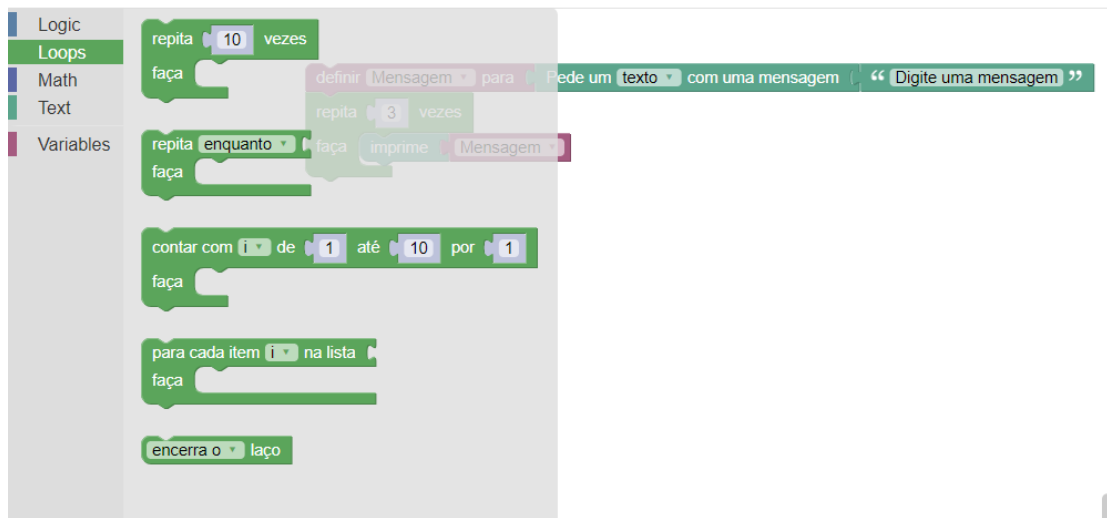 Logic
Loops
Math
Text
Variables
repita 10 vezes
faça
repita enquanto
faça
contar com i de 1 até 10 por 1
faça
para cada item i na lista
faça
encerra o laço
definir Mensagem para Pede um texto com uma mensagem “ Digite uma mensagem ”
repita 3 vezes
faça imprime Mensagem